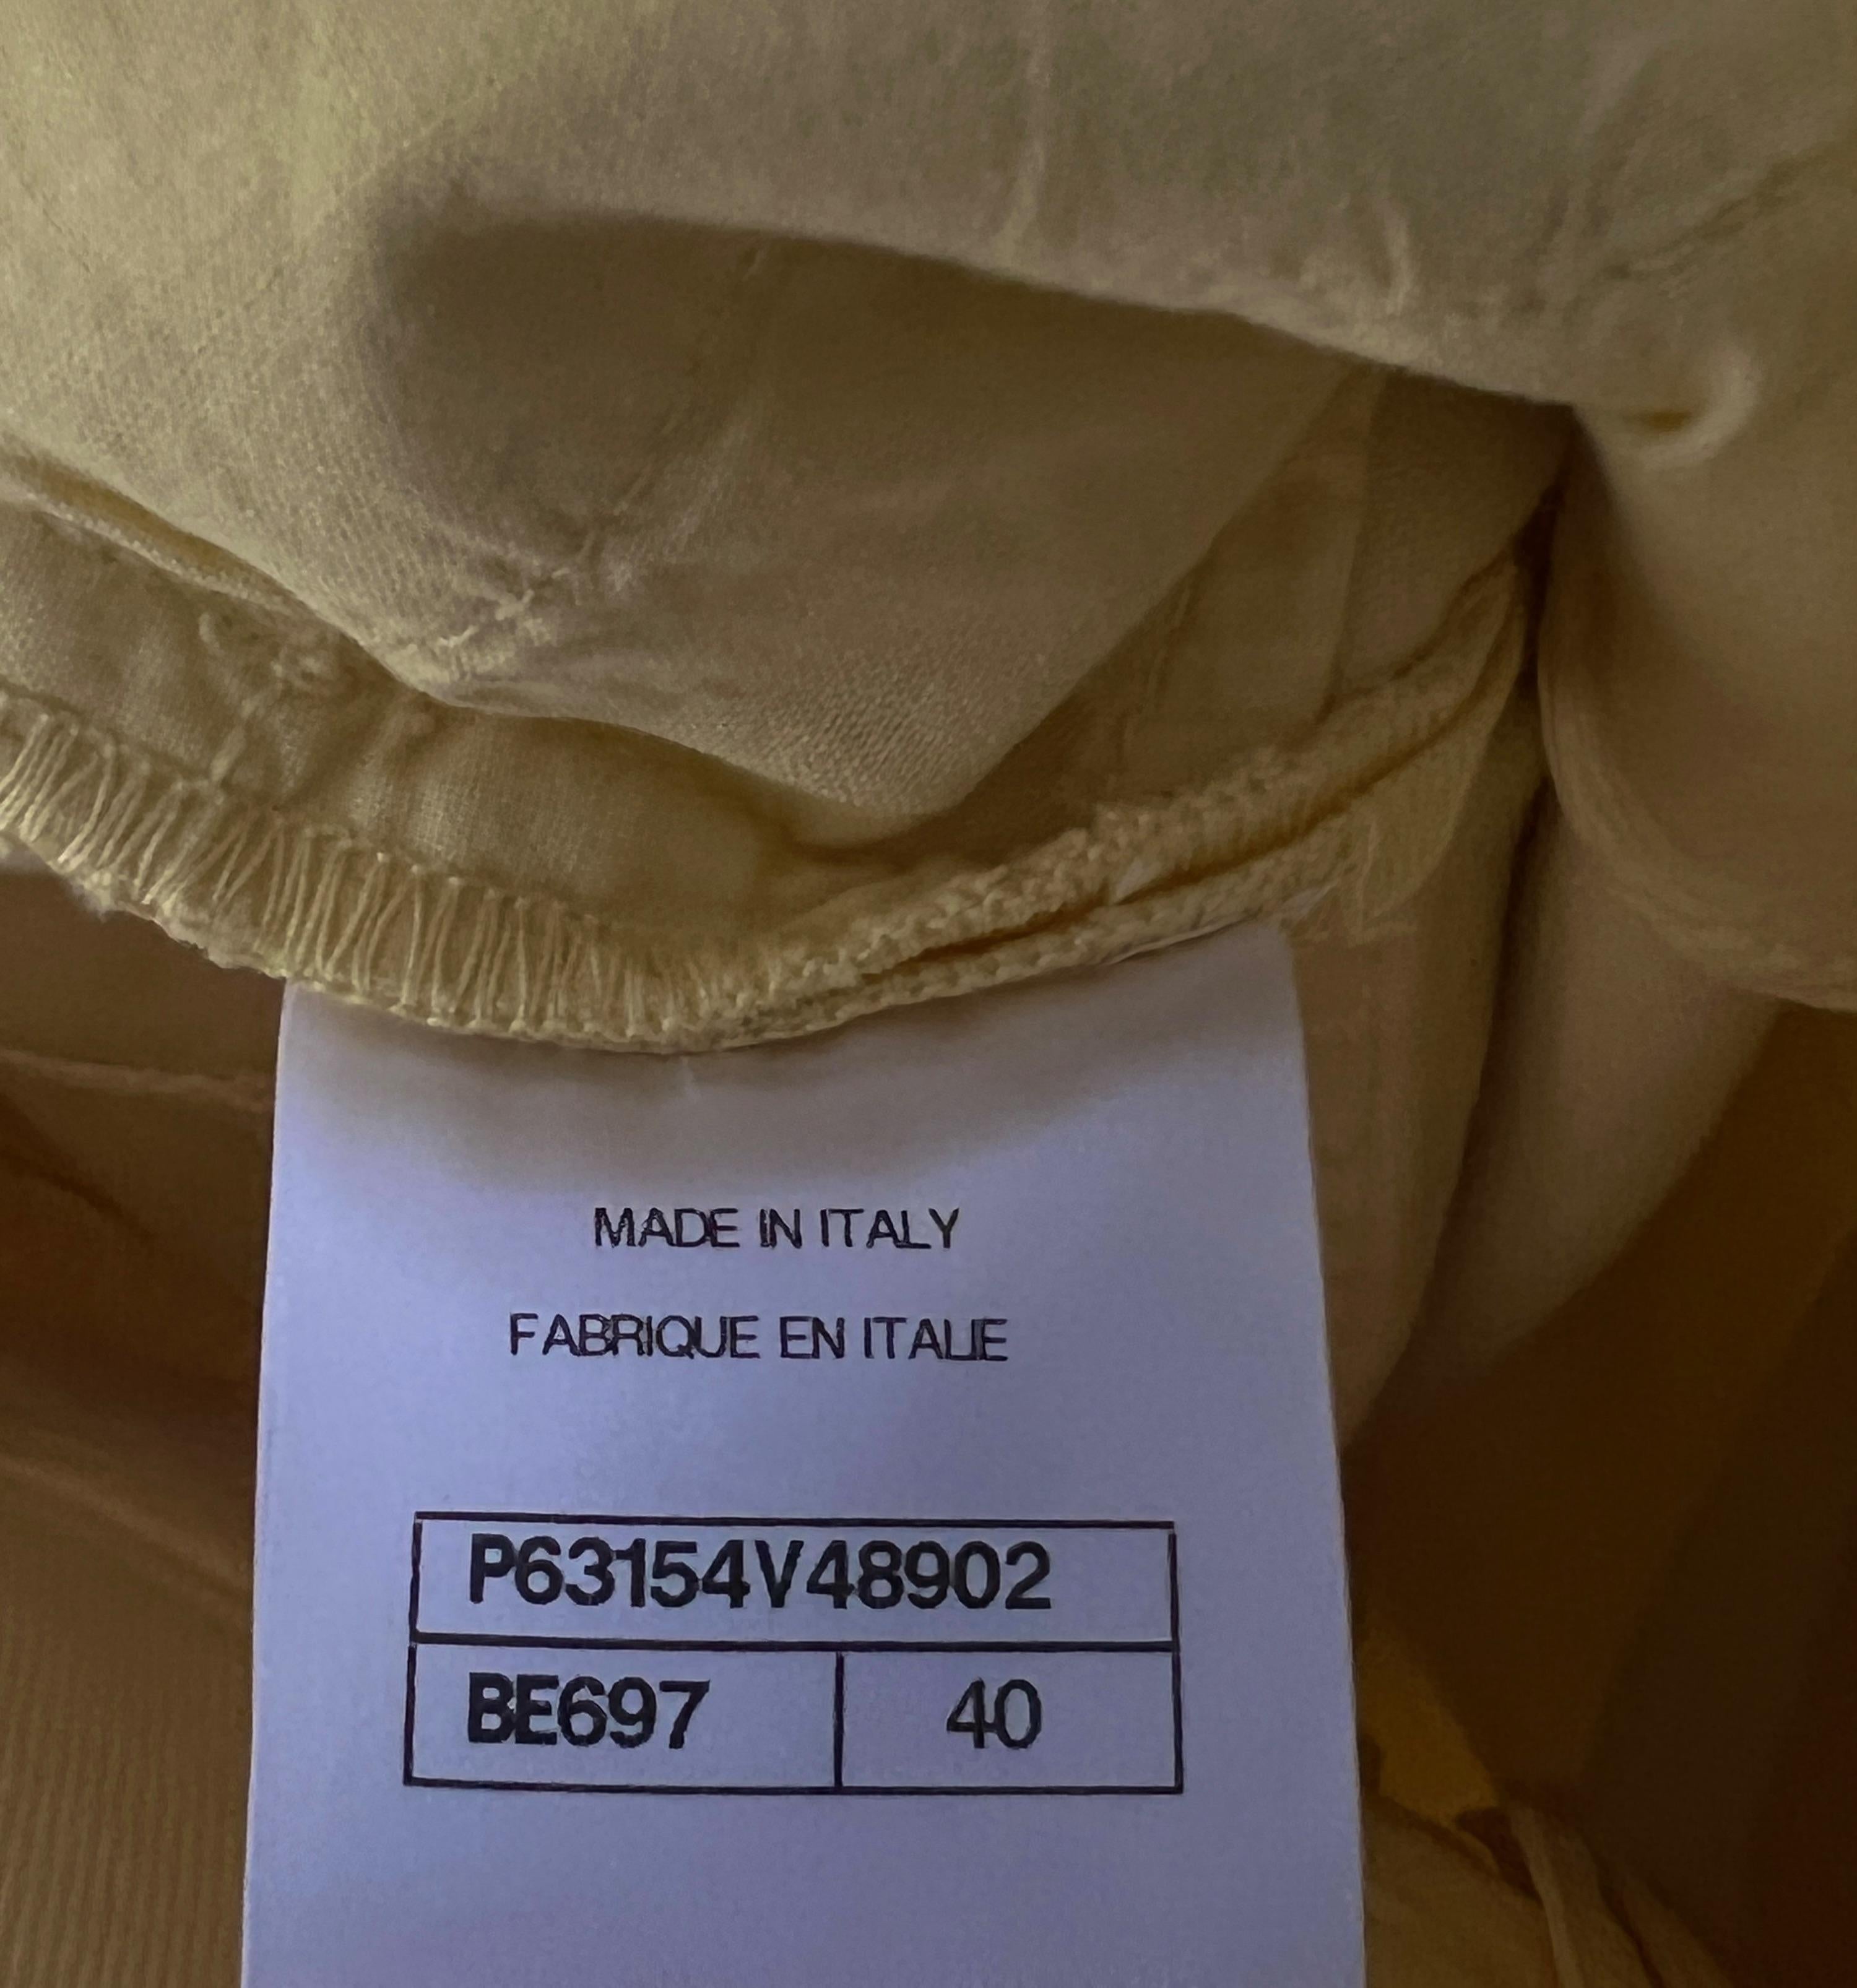 MADE IN ITALY
FABRIQUE EN ITALIE
P63154V48902
BE697 40